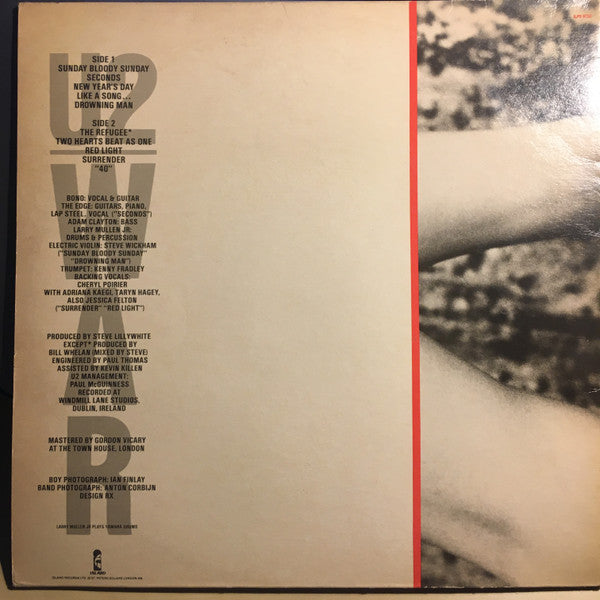 U2
WAR
SIDE 1
SUNDAY BLOODY SUNDAY
SECONDS
NEW YEAR'S DAY
LIKE A SONG...
DROWNING MAN
SIDE 2
THE REFUGEE*
TWO HEARTS BEAT AS ONE
RED LIGHT
SURRENDER
"40"
BONO: VOCAL & GUITAR
THE EDGE: GUITARS, PIANO,
LAP STEEL, VOCAL ("SECONDS")
ADAM CLAYTON: BASS
LARRY MULLEN JR:
DRUMS & PERCUSSION
ELECTRIC VIOLIN: STEVE WICKHAM
("SUNDAY BLOODY SUNDAY"
"DROWNING MAN")
TRUMPET: KENNY FRADLEY
BACKING VOCALS:
CHERYL POIRIER
WITH ADRIANA KAEGI, TARYN HAGEY,
ALSO JESSICA FELTON
("SURRENDER" "RED LIGHT")
PRODUCED BY STEVE LILLYWHITE
EXCEPT* PRODUCED BY
BILL WHELAN (MIXED BY STEVE)
ENGINEERED BY PAUL THOMAS
ASSISTED BY KEVIN KILLEN
U2 MANAGEMENT:
PAUL McGUINNESS
RECORDED AT
WINDMILL LANE STUDIOS,
DUBLIN, IRELAND
MASTERED BY GORDON VICARY
AT THE TOWN HOUSE, LONDON
BOY PHOTOGRAPH: IAN FINLAY
BAND PHOTOGRAPH: ANTON CORBIJN
DESIGN RX
LARRY MULLEN JR PLAYS YAMAHA DRUMS
ISLAND